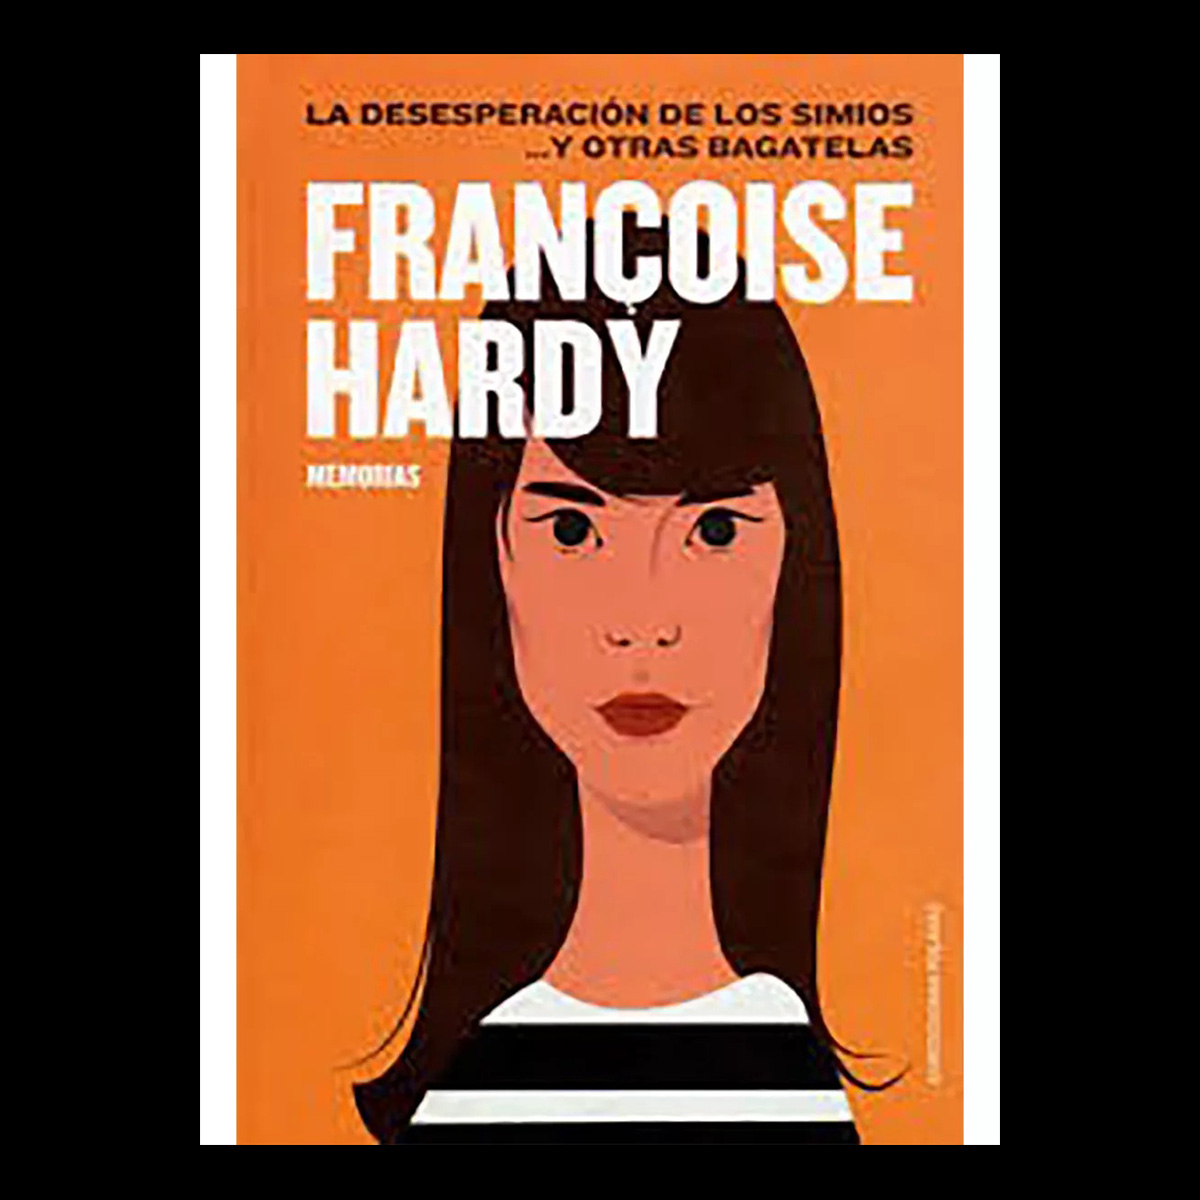 LA DESESPERACIÓN DE LOS SIMIOS
...Y OTRAS BAGATELAS
FRANÇOISE
HARDY
MEMORIAS